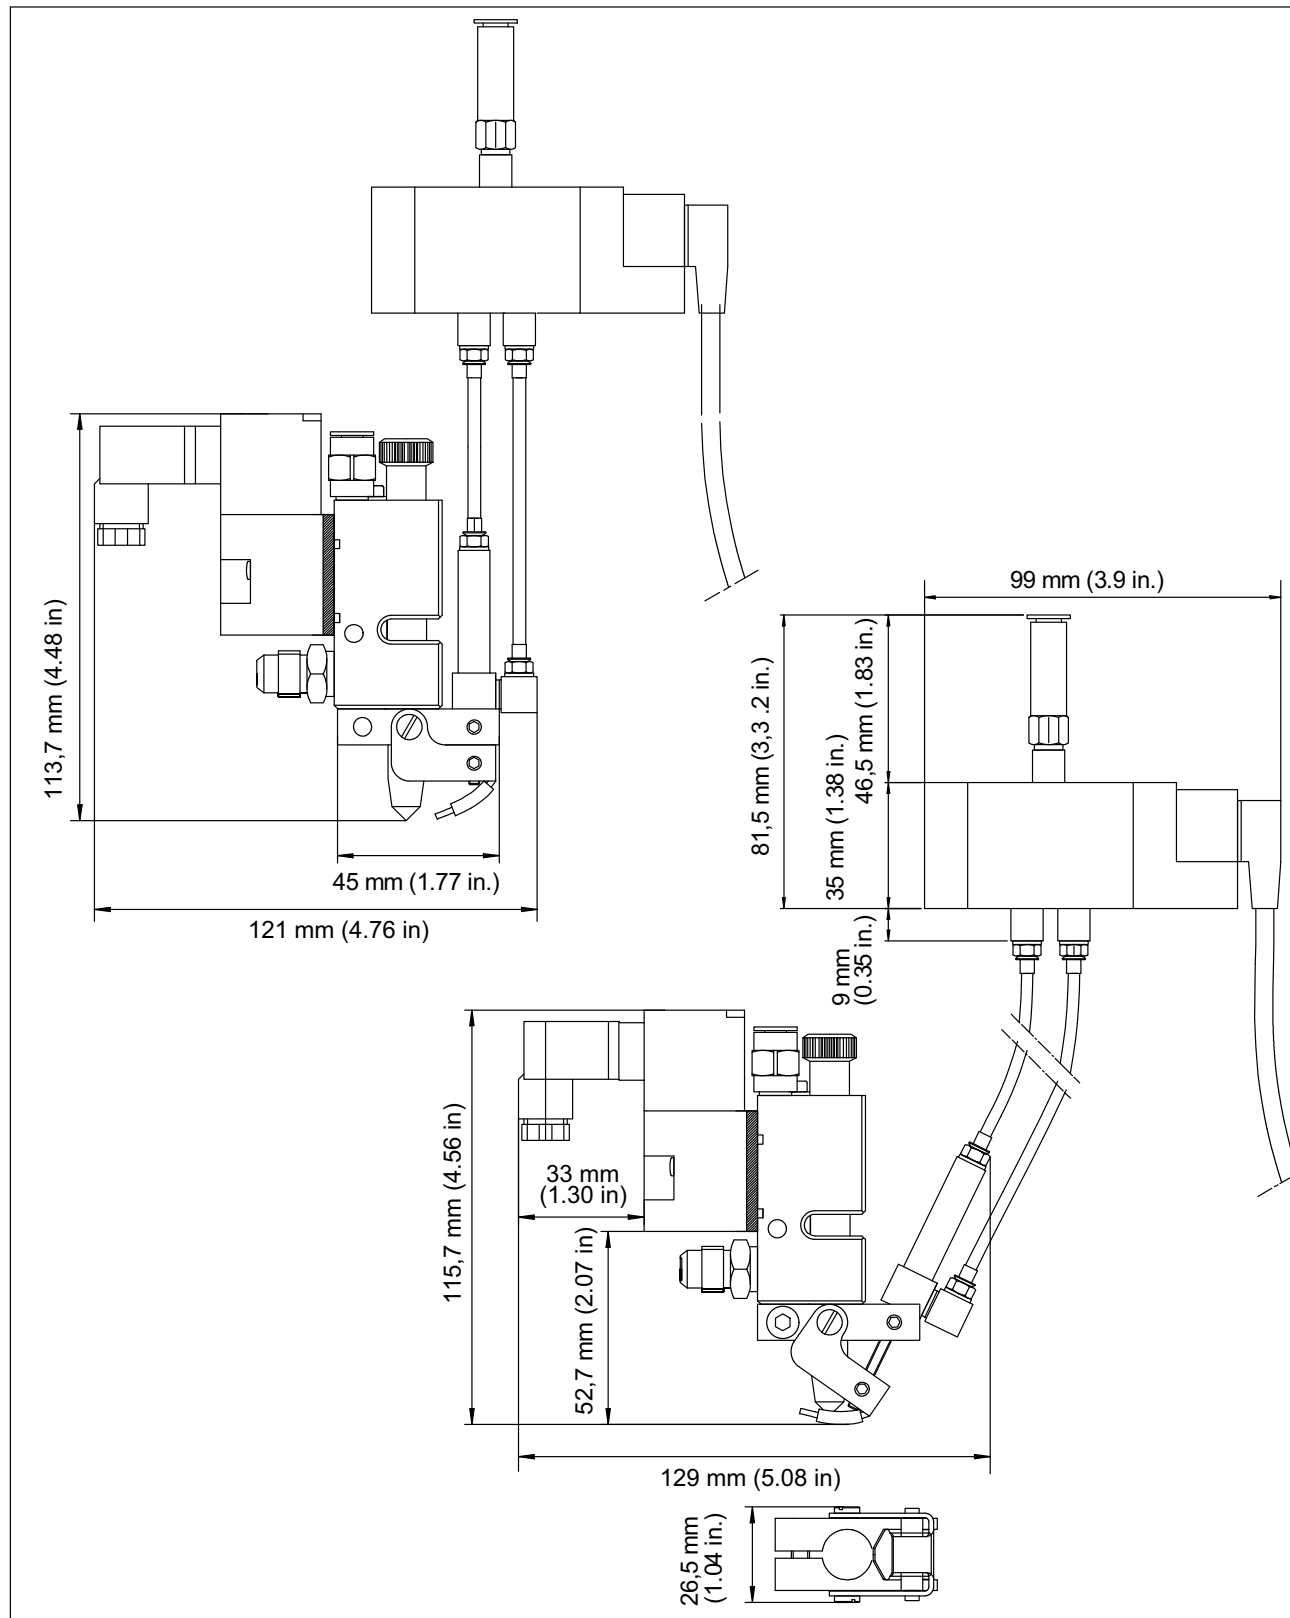 113,7 mm (4.48 in)
45 mm (1.77 in.)
121 mm (4.76 in)
99 mm (3.9 in.)
81,5 mm (3,3 .2 in.)
46,5 mm (1.83 in.)
35 mm (1.38 in.)
9 mm
(0.35 in.)
115,7 mm (4.56 in)
33 mm
(1.30 in)
52,7 mm (2.07 in)
129 mm (5.08 in)
26,5 mm
(1.04 in.)